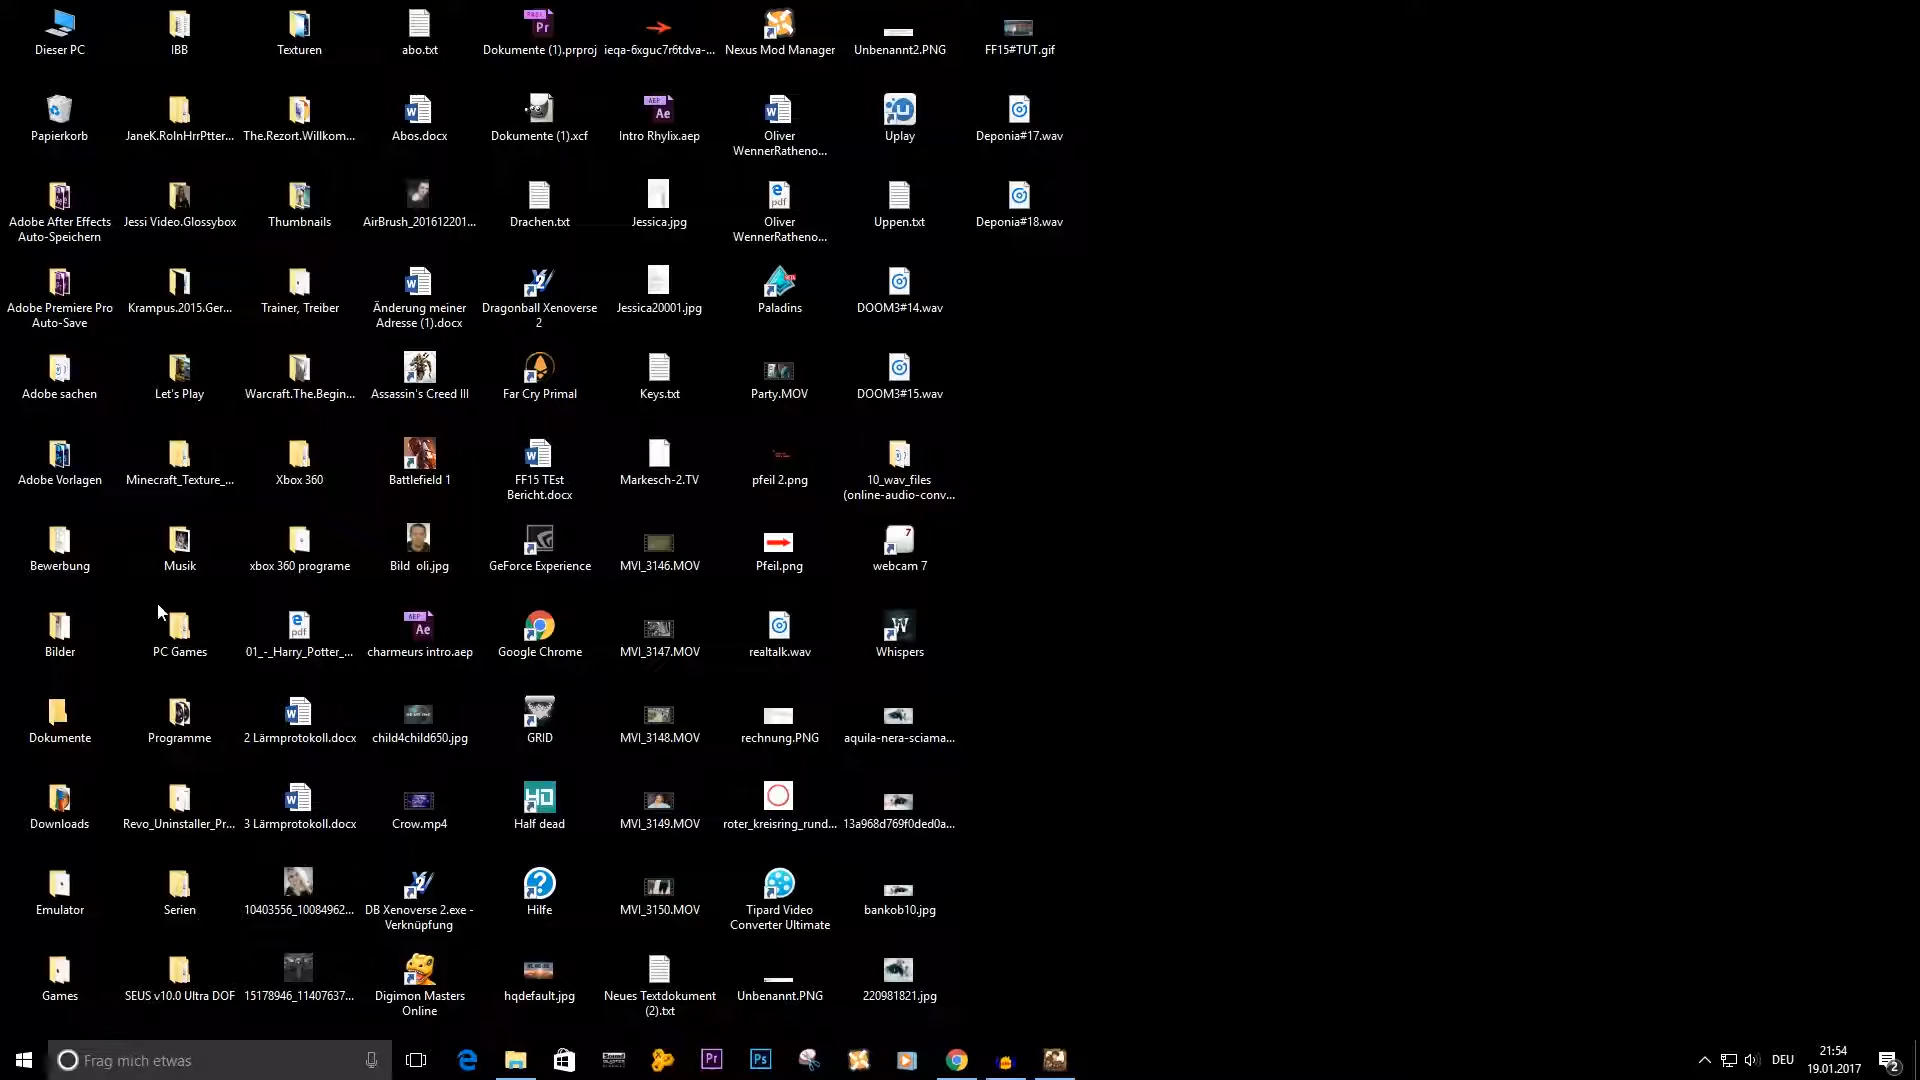 Dieser PC
IBB
Texturen
abo.txt
Dokumente (1).prproj
ieqa-6xguc7r6tdva-...
Nexus Mod Manager
Unbenannt2.PNG
FF15#TUT.gif
Papierkorb
JaneK.RolnHrrPtter...
The.Rezort.Willkom...
Abos.docx
Dokumente (1).xcf
Intro Rhylix.aep
Oliver
WennerRatheno...
Uplay
Deponia#17.wav
Adobe After Effects
Auto-Speichern
Jessi Video.Glossybox
Thumbnails
AirBrush_201612201...
Drachen.txt
Jessica.jpg
Oliver
WennerRatheno...
Uppen.txt
Deponia#18.wav
Adobe Premiere Pro
Auto-Save
Krampus.2015.Ger...
Trainer, Treiber
Änderung meiner
Adresse (1).docx
Dragonball Xenoverse
2
Jessica20001.jpg
Paladins
DOOM3#14.wav
Adobe sachen
Let's Play
Warcraft.The.Begin...
Assassin's Creed III
Far Cry Primal
Keys.txt
Party.MOV
DOOM3#15.wav
Adobe Vorlagen
Minecraft_Texture_...
Xbox 360
Battlefield 1
FF15 TEst
Bericht.docx
Markesch-2.TV
pfeil 2.png
10_wav_files
(online-audio-conv...
Bewerbung
Musik
xbox 360 programe
Bild oli.jpg
GeForce Experience
MVI_3146.MOV
Pfeil.png
webcam 7
Bilder
PC Games
01_-_Harry_Potter_...
charmeurs intro.aep
Google Chrome
MVI_3147.MOV
realtalk.wav
Whispers
Dokumente
Programme
2 Lärmprotokoll.docx
child4child650.jpg
GRID
MVI_3148.MOV
rechnung.PNG
aquila-nera-sciama...
Downloads
Revo_Uninstaller_Pr...
3 Lärmprotokoll.docx
Crow.mp4
Half dead
MVI_3149.MOV
roter_kreisring_rund...
13a968d769f0ded0a...
Emulator
Serien
10403556_10084962...
DB Xenoverse 2.exe -
Verknüpfung
Hilfe
MVI_3150.MOV
Tipard Video
Converter Ultimate
bankob10.jpg
Games
SEUS v10.0 Ultra DOF
15178946_11407637...
Digimon Masters
Online
hqdefault.jpg
Neues Textdokument
(2).txt
Unbenannt.PNG
220981821.jpg
Frag mich etwas
DEU
21:54
19.01.2017
2